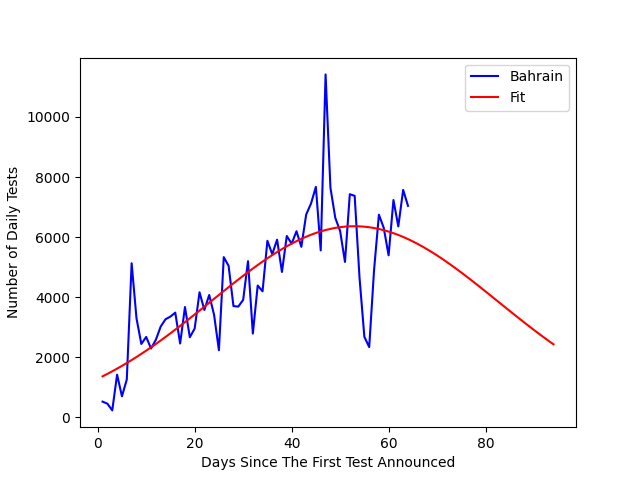 Bahrain
Fit
10000
8000
6000
4000
2000
0
0 20 40 60 80
Number of Daily Tests
Days Since The First Test Announced